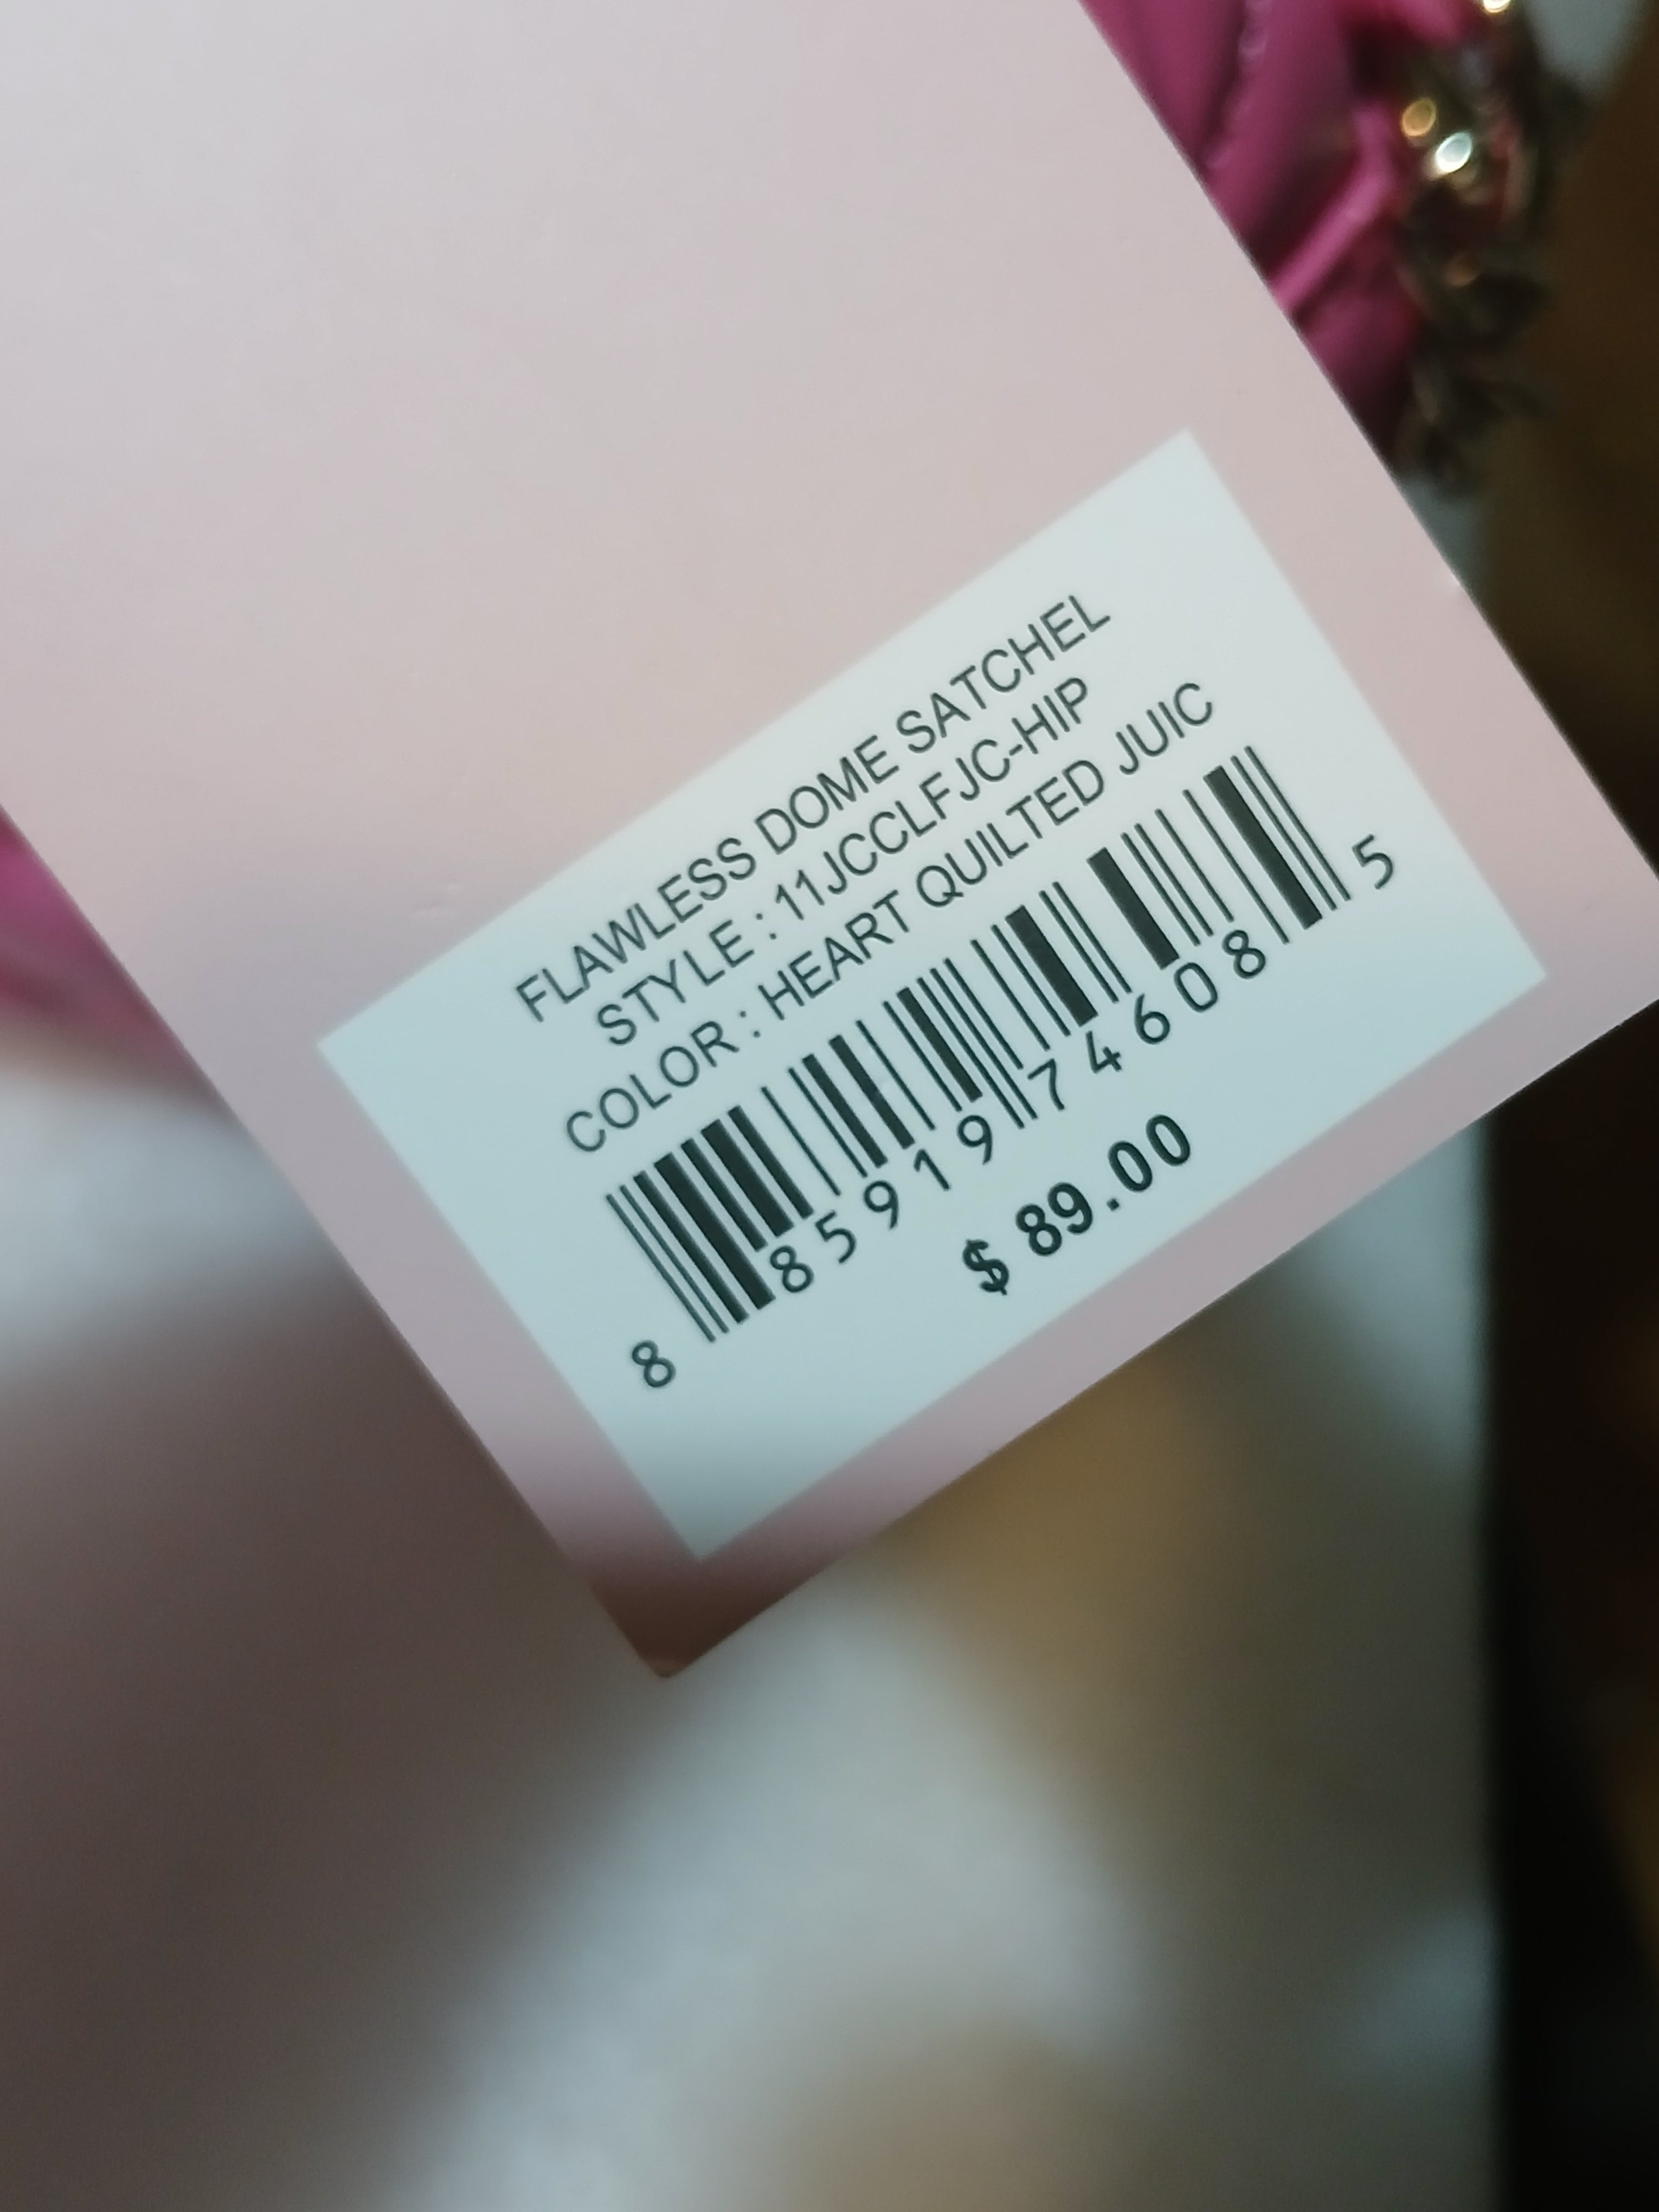 FLAWLESS DOME SATCHEL
STYLE : 11JCCLFJC-HIP
COLOR : HEART QUILTED JUIC
8 85919 74608 5
$ 89.00